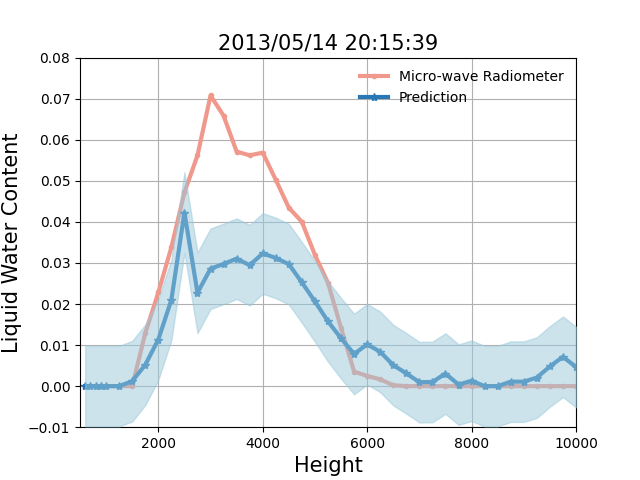 2013/05/14 20:15:39
Micro-wave Radiometer
Prediction
Liquid Water Content
0.08
0.07
0.06
0.05
0.04
0.03
0.02
0.01
0.00
−0.01
2000 4000 6000 8000 10000
Height